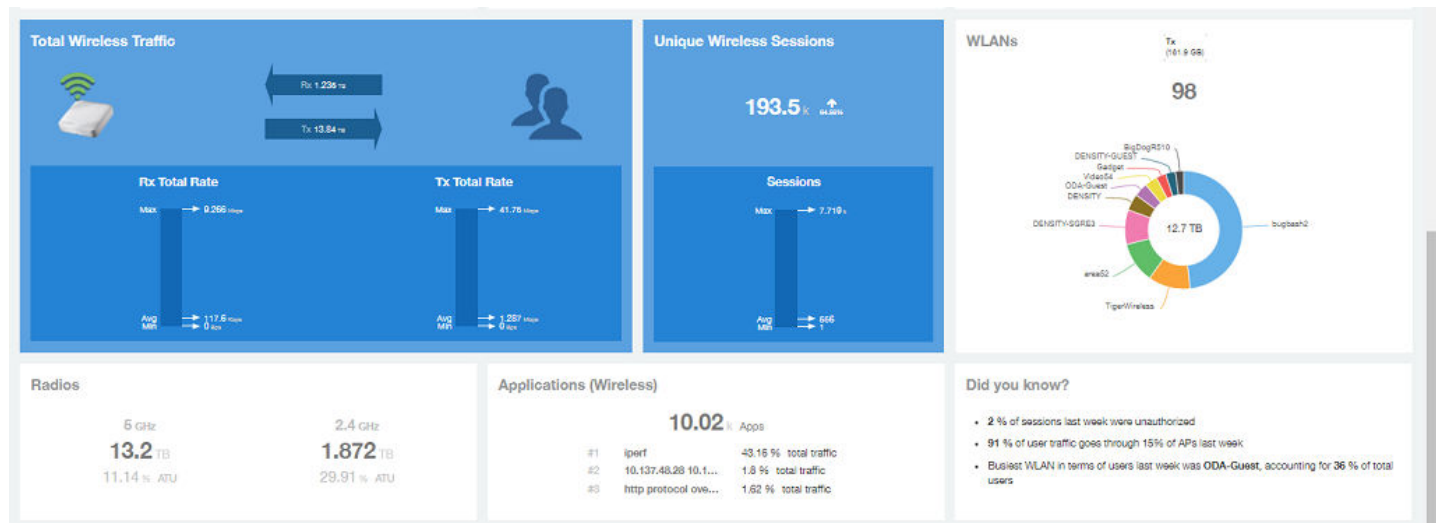 Total Wireless Traffic
Rx 1.236 TB
Tx 13.84 TB
Rx Total Rate
Max 9.266 Mbps
Avg 117.6 Kbps
Min 0 Bps
Tx Total Rate
Max 41.76 Mbps
Avg 1.287 Mbps
Min 0 Bps
Unique Wireless Sessions
193.5 k
Sessions
Max 7.719 k
Avg 666
Min 1
WLANs
Tx
(161.9 GB)
98
BigDogR510
DENSITY-GUEST
Gadget
Video54
ODA-Guest
DENSITY
DENSITY-SGRE3
12.7 TB
bugbash2
area52
TigerWireless
Radios
5 GHz
13.2 TB
11.14 % ATU
2.4 GHz
1.872 TB
29.91 % ATU
Applications (Wireless)
10.02 k Apps
#1 iperf 43.16 % total traffic
#2 10.137.48.28 10.1... 1.8 % total traffic
#3 http protocol ove... 1.62 % total traffic
Did you know?
• 2 % of sessions last week were unauthorized
• 91 % of user traffic goes through 15% of APs last week
• Busiest WLAN in terms of users last week was ODA-Guest, accounting for 36 % of total
users